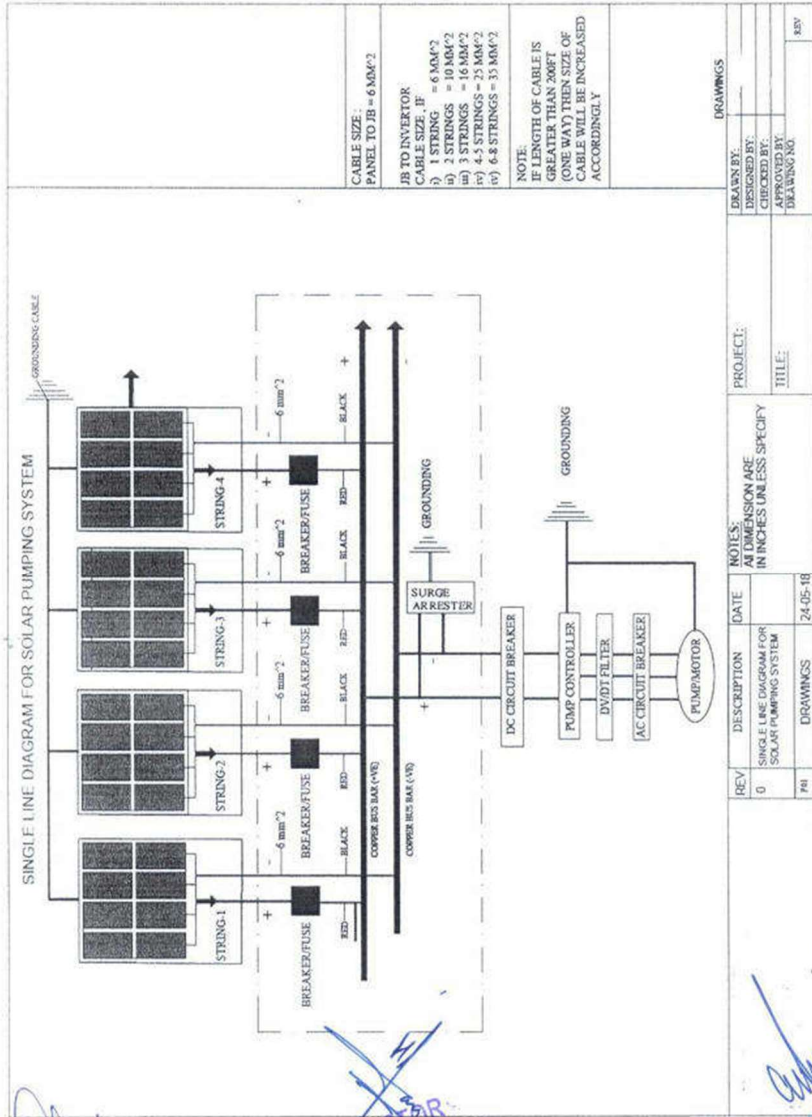 SINGLE LINE DIAGRAM FOR SOLAR PUMPING SYSTEM
GROUNDING CABLE
STRING-1
STRING-2
STRING-3
STRING-4
+
-
6 mm^2
+
-
6 mm^2
+
-
6 mm^2
+
-
6 mm^2
BREAKER/FUSE
BREAKER/FUSE
BREAKER/FUSE
BREAKER/FUSE
RED
BLACK
RED
BLACK
RED
BLACK
RED
BLACK
COPPER BUS BAR (+VE)
+
COPPER BUS BAR (-VE)
-
+
-
SURGE
ARRESTER
GROUNDING
DC CIRCUIT BREAKER
PUMP CONTROLLER
GROUNDING
DV/DT FILTER
AC CIRCUIT BREAKER
PUMP/MOTOR
CABLE SIZE :
PANEL TO JB = 6 MM^2
JB TO INVERTOR
CABLE SIZE , IF
i) 1 STRING = 6 MM^2
ii) 2 STRINGS = 10 MM^2
iii) 3 STRINGS = 16 MM^2
iv) 4-5 STRINGS = 25 MM^2
iv) 6-8 STRINGS = 35 MM^2
NOTE:
IF LENGTH OF CABLE IS
GREATER THAN 200FT
(ONE WAY) THEN SIZE OF
CABLE WILL BE INCREASED
ACCORDINGLY
DRAWINGS
REV
DESCRIPTION
DATE
0
SINGLE LINE DIAGRAM FOR
SOLAR PUMPING SYSTEM
P01
DRAWINGS
24-05-18
NOTES:
All DIMENSION ARE
IN INCHES UNLESS SPECIFY
PROJECT:
TITLE:
DRAWN BY:
DESIGNED BY:
CHECKED BY:
APPROVED BY:
DRAWING NO.
REV